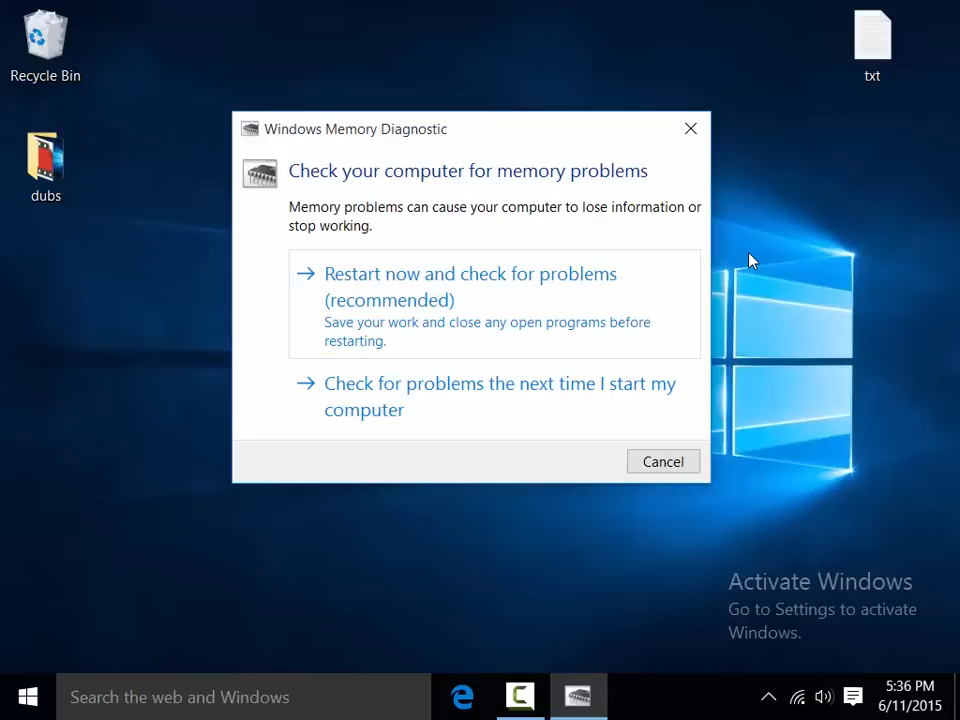 Recycle Bin
txt
dubs
Windows Memory Diagnostic
Check your computer for memory problems
Memory problems can cause your computer to lose information or
stop working.
Restart now and check for problems
(recommended)
Save your work and close any open programs before
restarting.
Check for problems the next time I start my
computer
Cancel
Activate Windows
Go to Settings to activate
Windows.
Search the web and Windows
5:36 PM
6/11/2015